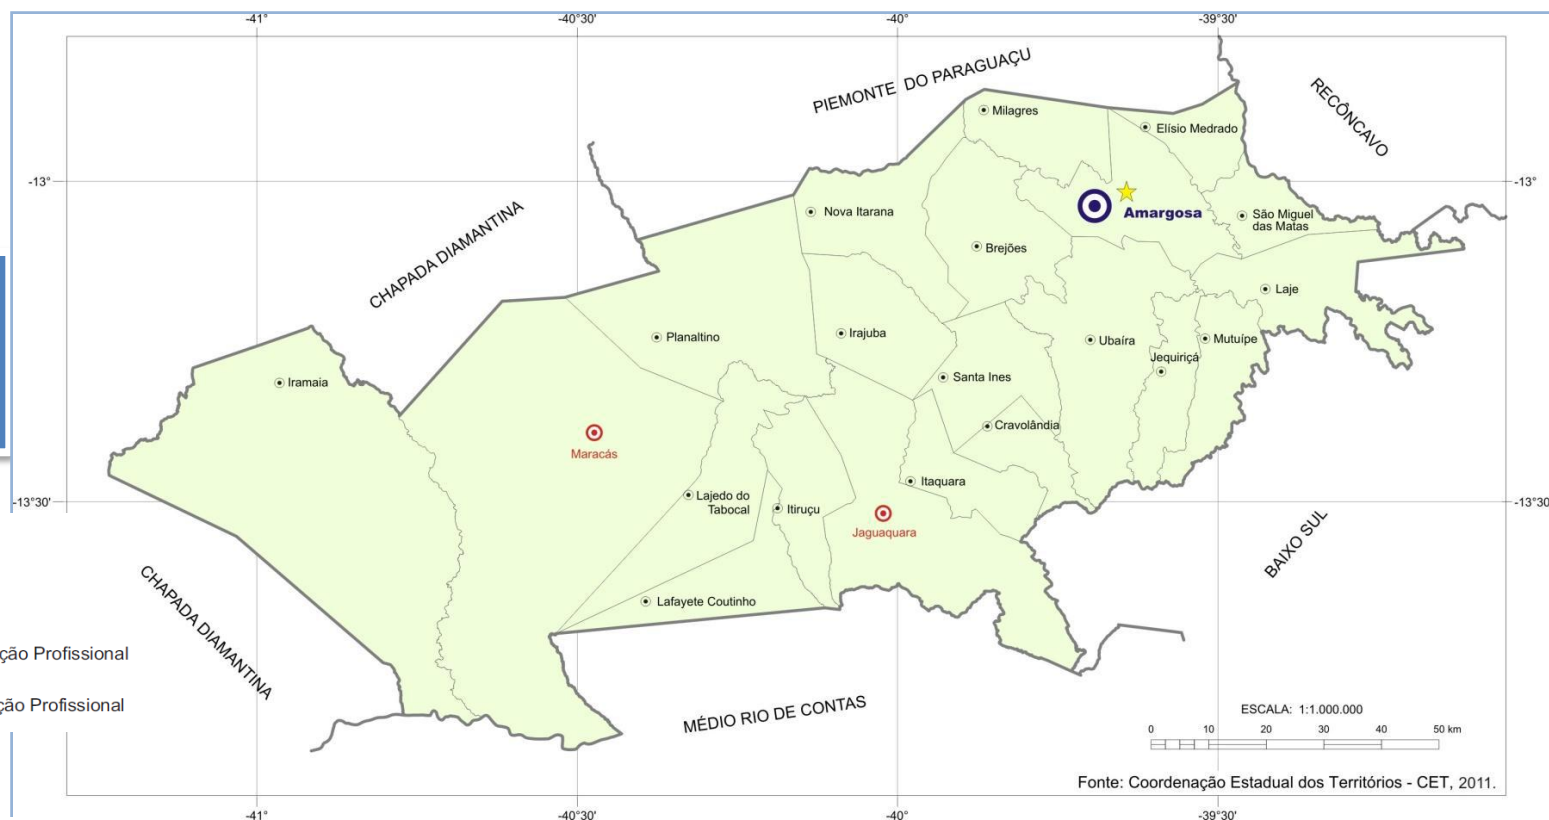 -41°
-40°30'
-40°
-39°30'
PIEMONTE DO PARAGUAÇU
RECÔNCAVO
Milagres
Elísio Medrado
-13°
-13°
CHAPADA DIAMANTINA
Nova Itarana
Amargosa
São Miguel
das Matas
Brejões
Laje
Planaltino
Irajuba
Ubaíra
Mutuípe
Jequiriçá
Iramaia
Santa Ines
Cravolândia
Maracás
Itaquara
Lajedo do
Tabocal
Itiruçu
-13°30'
-13°30'
Jaguaquara
BAIXO SUL
CHAPADA DIAMANTINA
Lafayete Coutinho
ção Profissional
ção Profissional
MÉDIO RIO DE CONTAS
ESCALA: 1:1.000.000
0 10 20 30 40 50 km
Fonte: Coordenação Estadual dos Territórios - CET, 2011.
-41°
-40°30'
-40°
-39°30'